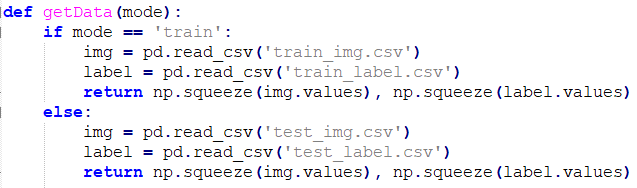 def getData(mode):
    if mode == 'train':
        img = pd.read_csv('train_img.csv')
        label = pd.read_csv('train_label.csv')
        return np.squeeze(img.values), np.squeeze(label.values)
    else:
        img = pd.read_csv('test_img.csv')
        label = pd.read_csv('test_label.csv')
        return np.squeeze(img.values), np.squeeze(label.values)